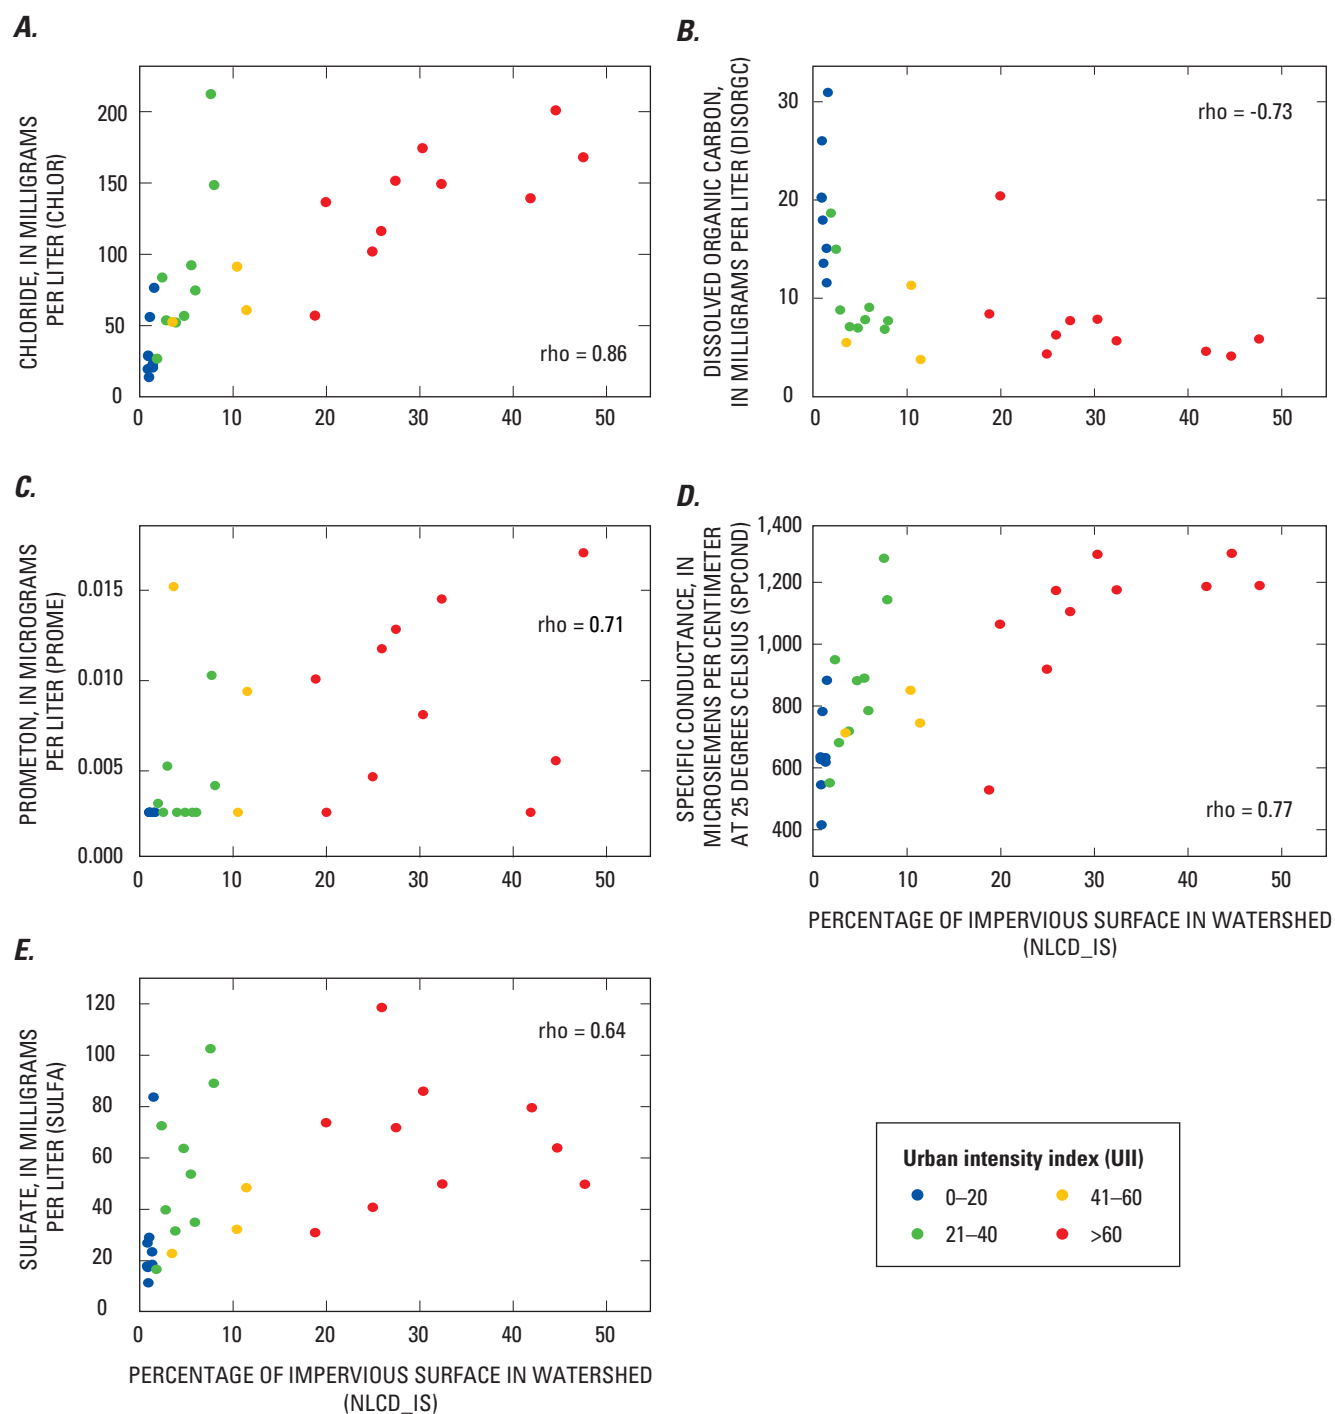 A.
CHLORIDE, IN MILLIGRAMS
PER LITER (CHLOR)
200
150
100
50
0
rho = 0.86
0 10 20 30 40 50
B.
DISSOLVED ORGANIC CARBON,
IN MILLIGRAMS PER LITER (DISORGC)
30
20
10
0
rho = -0.73
0 10 20 30 40 50
C.
PROMETON, IN MICROGRAMS
PER LITER (PROME)
0.015
0.010
0.005
0.000
rho = 0.71
0 10 20 30 40 50
D.
SPECIFIC CONDUCTANCE, IN
MICROSIEMENS PER CENTIMETER
AT 25 DEGREES CELSIUS (SPCOND)
1,400
1,200
1,000
800
600
400
rho = 0.77
0 10 20 30 40 50
PERCENTAGE OF IMPERVIOUS SURFACE IN WATERSHED
(NLCD_IS)
E.
SULFATE, IN MILLIGRAMS
PER LITER (SULFA)
120
100
80
60
40
20
0
rho = 0.64
0 10 20 30 40 50
PERCENTAGE OF IMPERVIOUS SURFACE IN WATERSHED
(NLCD_IS)
Urban intensity index (UII)
0–20
41–60
21–40
>60